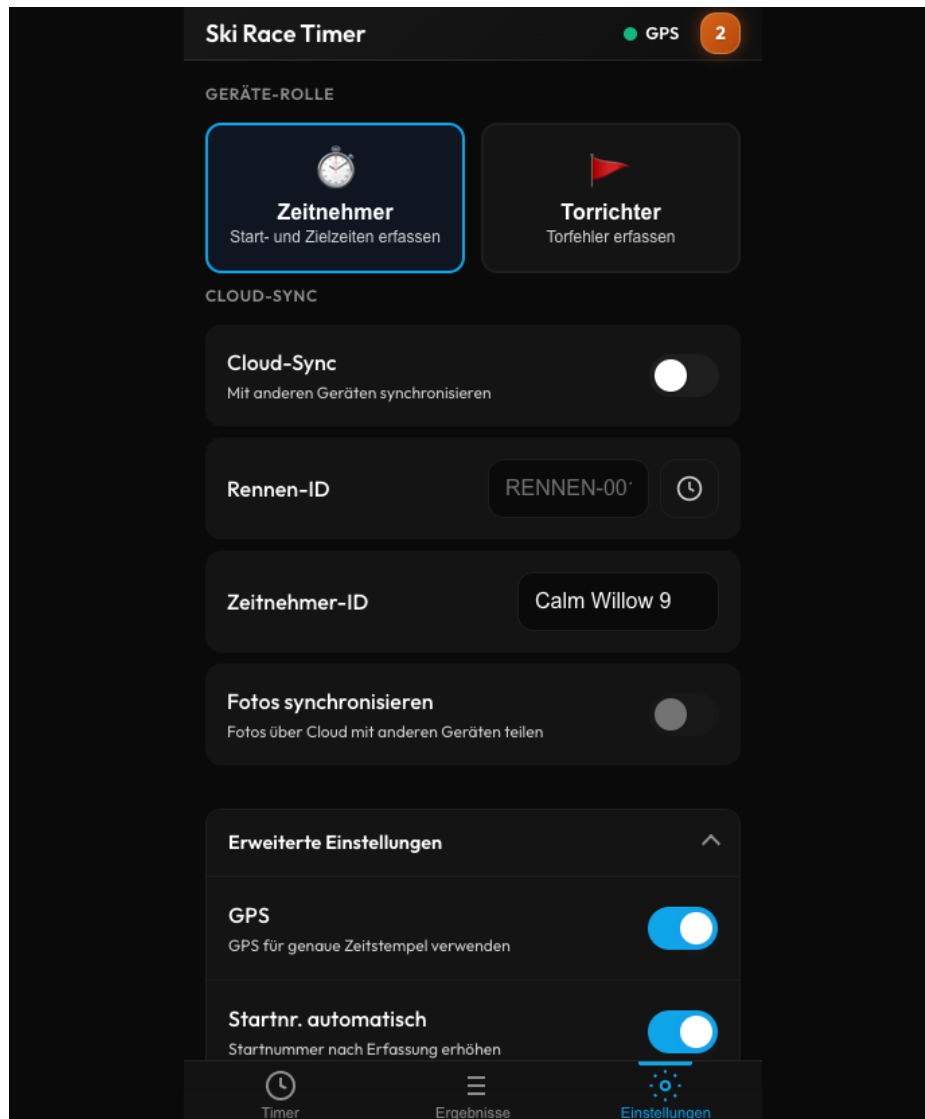 Ski Race Timer
GPS
2
GERÄTE-ROLLE
Zeitnehmer
Start- und Zielzeiten erfassen
Torrichter
Torfehler erfassen
CLOUD-SYNC
Cloud-Sync
Mit anderen Geräten synchronisieren
Rennen-ID
RENNEN-00
Zeitnehmer-ID
Calm Willow 9
Fotos synchronisieren
Fotos über Cloud mit anderen Geräten teilen
Erweiterte Einstellungen
GPS
GPS für genaue Zeitstempel verwenden
Startnr. automatisch
Startnummer nach Erfassung erhöhen
Timer
Ergebnisse
Einstellungen